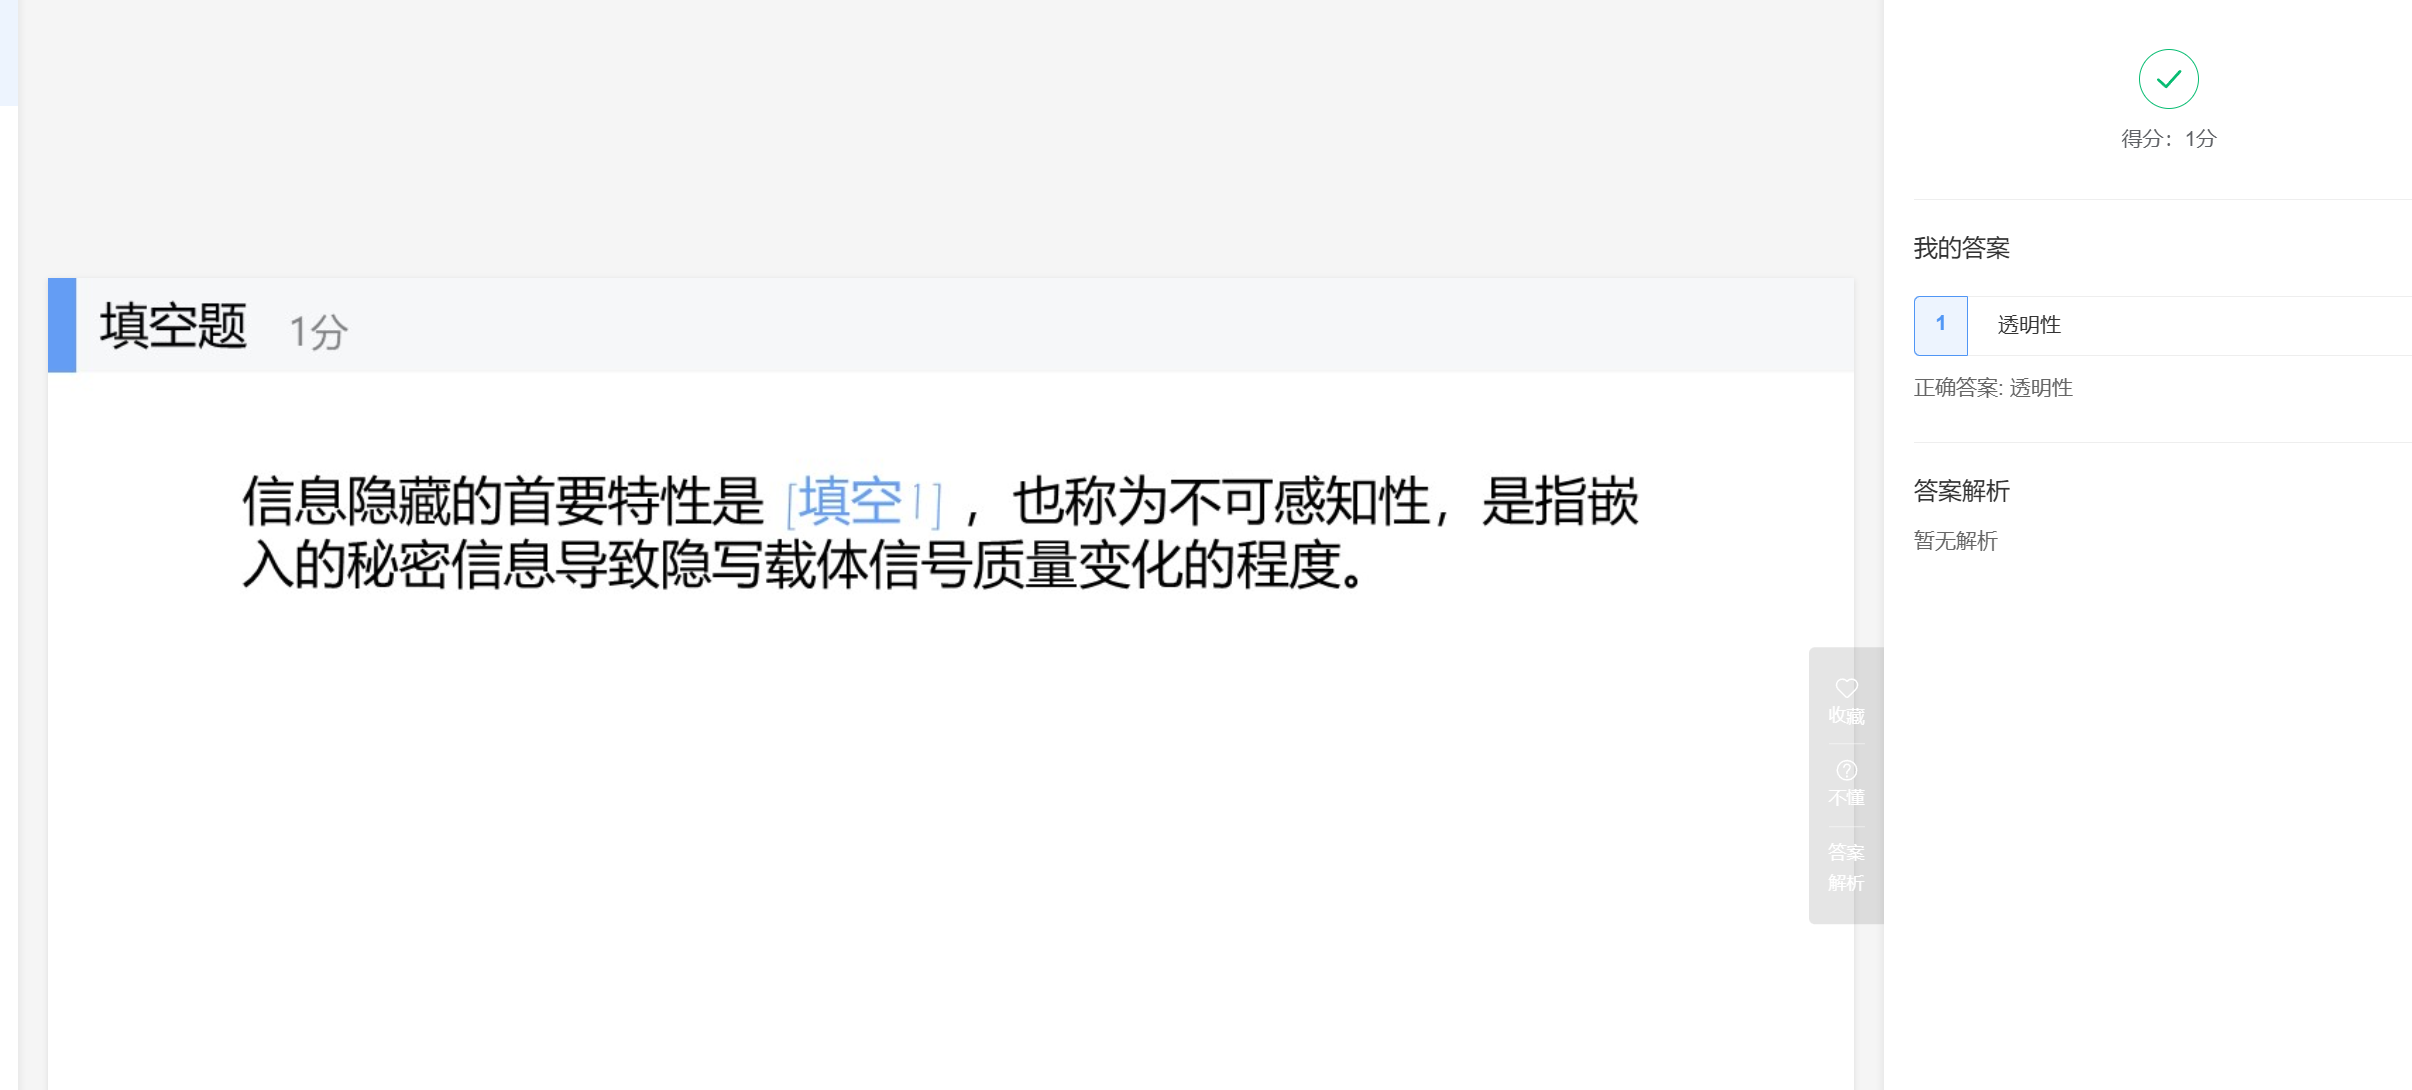 填空题 1分
信息隐藏的首要特性是 [填空1] ，也称为不可感知性，是指嵌
入的秘密信息导致隐写载体信号质量变化的程度。
收藏
不懂
答案
解析
得分：1分
我的答案
1 透明性
正确答案: 透明性
答案解析
暂无解析